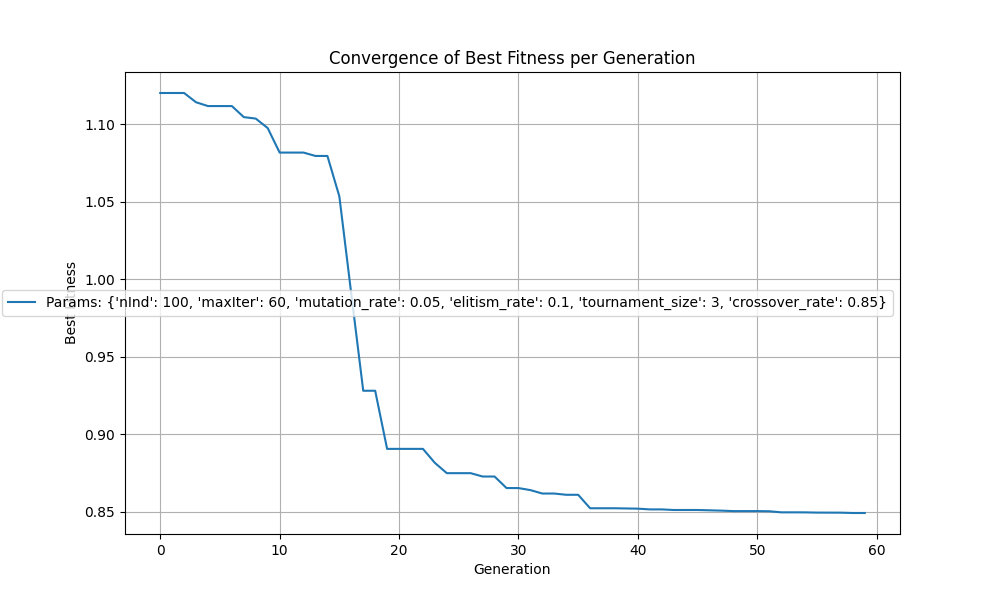 Convergence of Best Fitness per Generation
1.10
1.05
1.00
0.95
0.90
0.85
Best Fitness
Params: {'nInd': 100, 'maxIter': 60, 'mutation_rate': 0.05, 'elitism_rate': 0.1, 'tournament_size': 3, 'crossover_rate': 0.85}
0 10 20 30 40 50 60
Generation